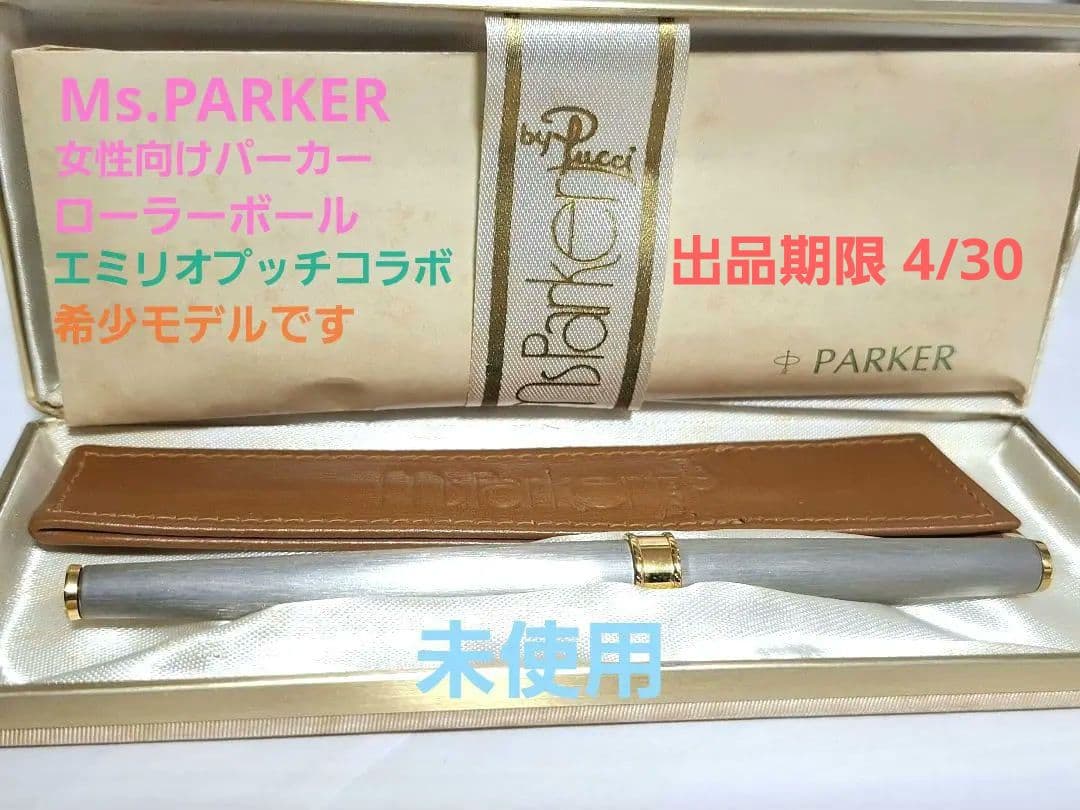 Ms.PARKER
女性向けパーカー
ローラーボール
エミリオプッチコラボ
希少モデルです
by Pucci
MsParker
出品期限 4/30
PARKER
msParker
未使用